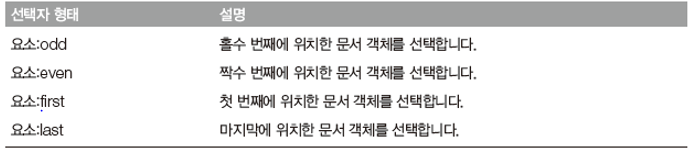 선택자 형태 설명
요소:odd 홀수 번째에 위치한 문서 객체를 선택합니다.
요소:even 짝수 번째에 위치한 문서 객체를 선택합니다.
요소:first 첫 번째에 위치한 문서 객체를 선택합니다.
요소:last 마지막에 위치한 문서 객체를 선택합니다.